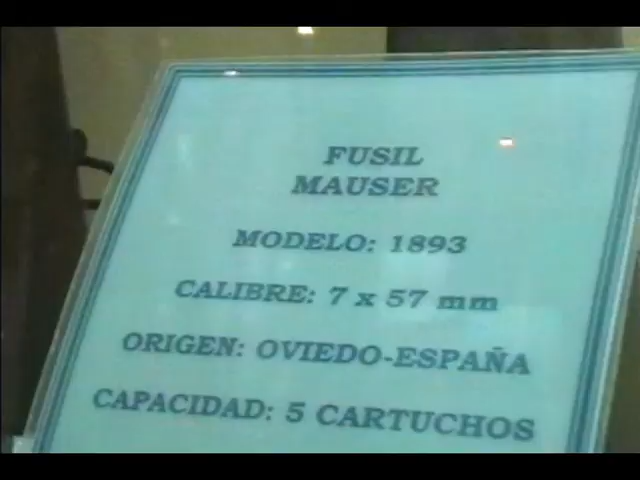 FUSIL
MAUSER
MODELO: 1893
CALIBRE: 7 x 57 mm
ORIGEN: OVIEDO-ESPAÑA
CAPACIDAD: 5 CARTUCHOS